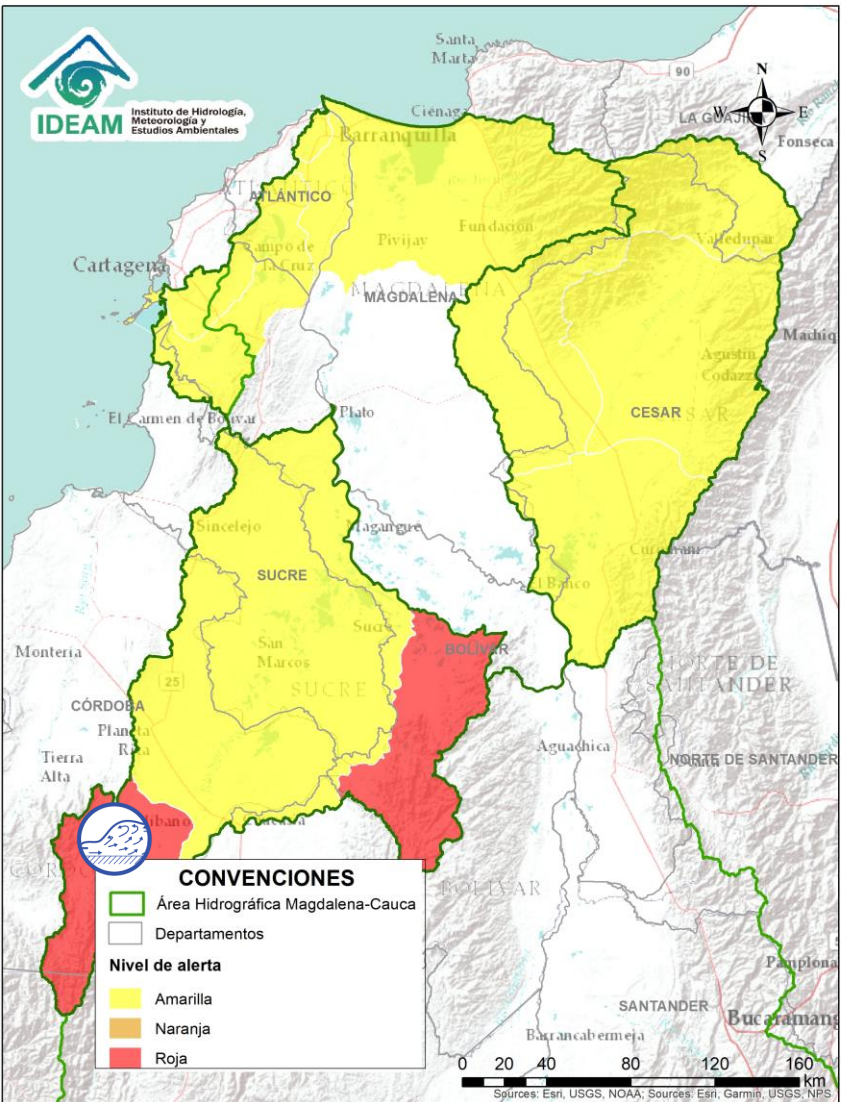 IDEAM
Instituto de Hidrología,
Meteorología y
Estudios Ambientales
Santa
Marta
90
N
W
E
S
Ciénaga
LA GUAJIRA
Barranquilla
Fonseca
ATLÁNTICO
ATLÁNTICO
Valledupar
Fundación
Pivijay
Campo de
la Cruz
Cartagena
MAGDALENA
MAGDALENA
Agustín
Codazzi
CESAR
CESAR
Plato
El Carmen de Bolívar
Sincelejo
Magangue
Curumaní
SUCRE
El Banco
Sucre
San
Marcos
Montería
BOLÍVAR
NORTE DE
SANTANDER
25
SUCRE
CÓRDOBA
Planeta
Rica
Aguachica
Tierra
Alta
NORTE DE SANTANDER
BOLÍVAR
CONVENCIONES
Área Hidrográfica Magdalena-Cauca
Departamentos
Nivel de alerta
Amarilla
Naranja
Roja
Pamplona
SANTANDER
Barrancabermeja
0 20 40 80 120 160
km
Sources: Esri, USGS, NOAA; Sources: Esri, Garmin, USGS, NPS